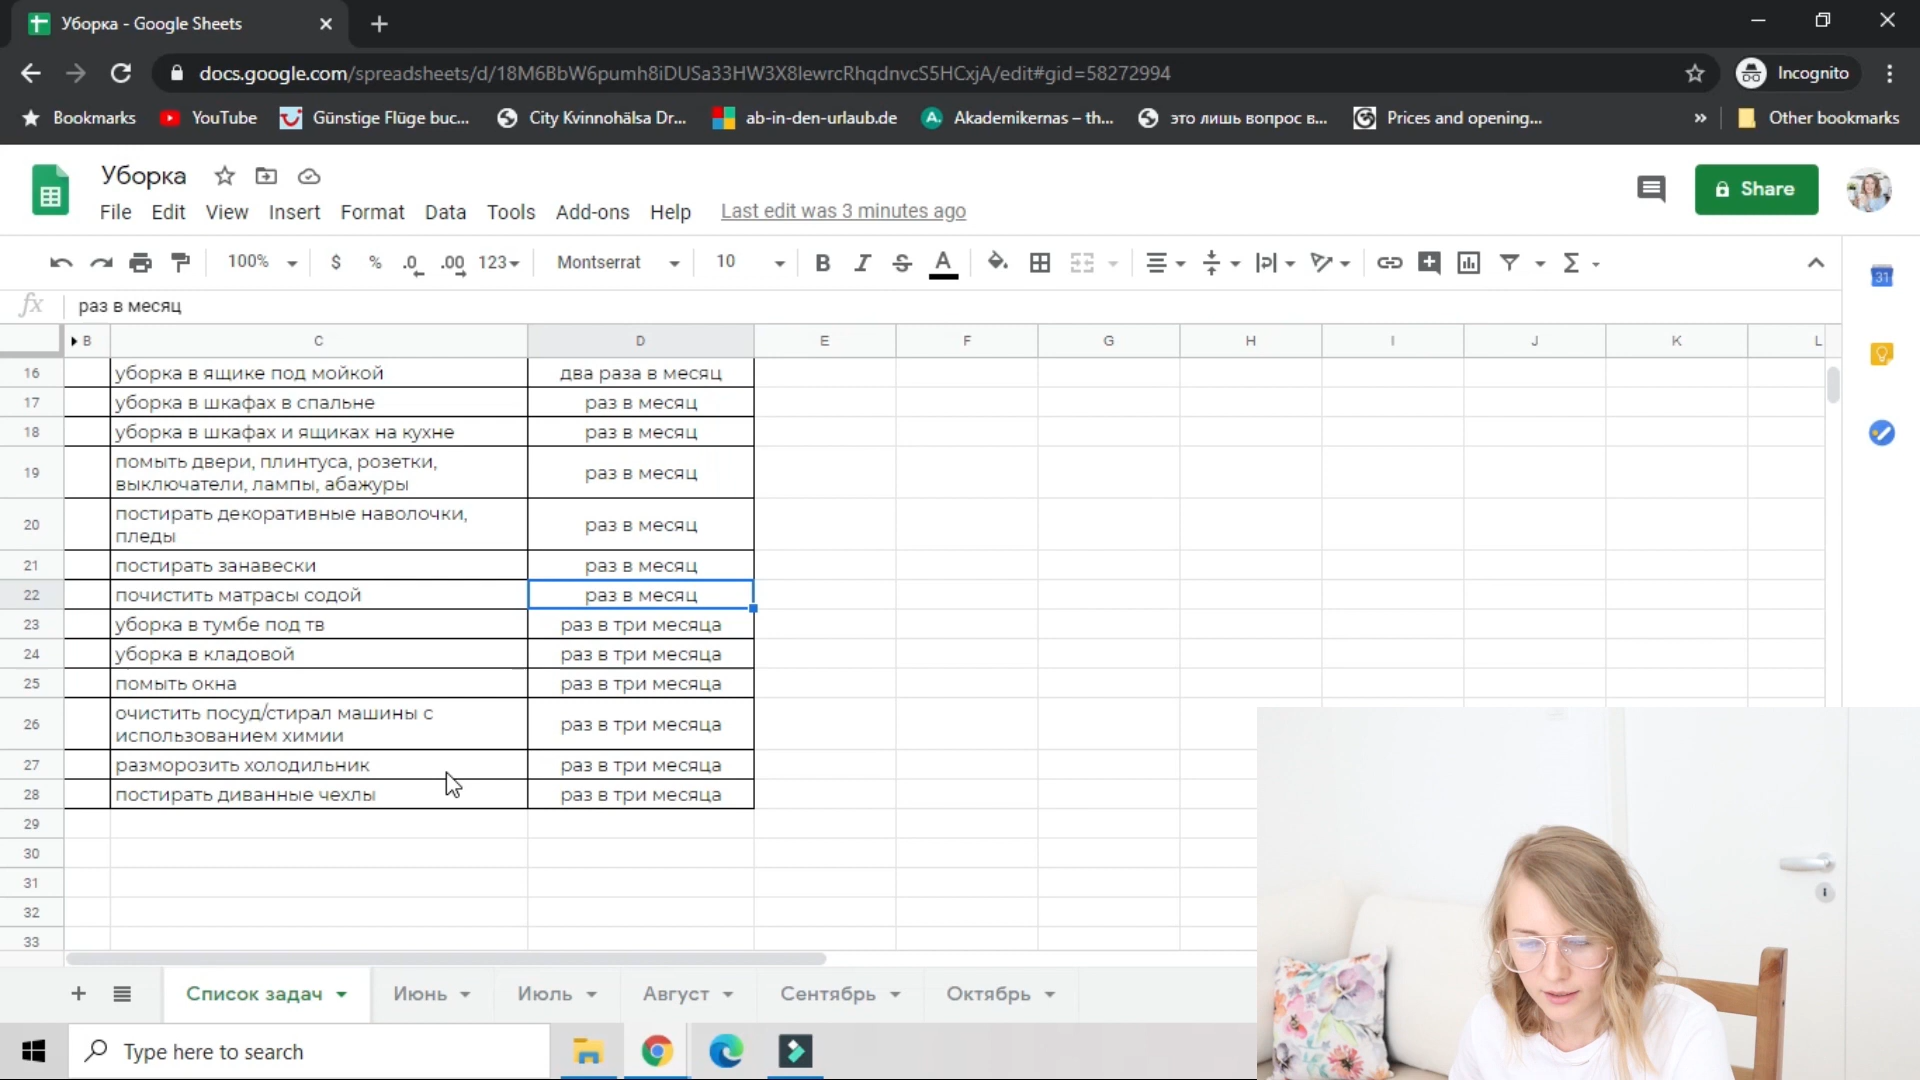 Уборка - Google Sheets
docs.google.com/spreadsheets/d/18M6BbW6pumh8iDUSa33HW3X8IewrcRhqdnvcS5HCxjA/edit#gid=58272994
Incognito
Bookmarks
YouTube
Günstige Flüge buc...
City Kvinnohälsa Dr...
ab-in-den-urlaub.de
Akademikernas – th...
это лишь вопрос в...
Prices and opening...
»
Other bookmarks
Уборка
File Edit View Insert Format Data Tools Add-ons Help Last edit was 3 minutes ago
Share
100% $ % .0 .00 123 Montserrat 10 B I S A Σ
31
fx раз в месяц
B C D E F G H I J K L
16 уборка в ящике под мойкой два раза в месяц
17 уборка в шкафах в спальне раз в месяц
18 уборка в шкафах и ящиках на кухне раз в месяц
19 помыть двери, плинтуса, розетки,
выключатели, лампы, абажуры раз в месяц
20 постирать декоративные наволочки,
пледы раз в месяц
21 постирать занавески раз в месяц
22 почистить матрасы содой раз в месяц
23 уборка в тумбе под тв раз в три месяца
24 уборка в кладовой раз в три месяца
25 помыть окна раз в три месяца
26 очистить посуд/стирал машины с
использованием химии раз в три месяца
27 разморозить холодильник раз в три месяца
28 постирать диванные чехлы раз в три месяца
29
30
31
32
33
Список задач Июнь Июль Август Сентябрь Октябрь
Type here to search